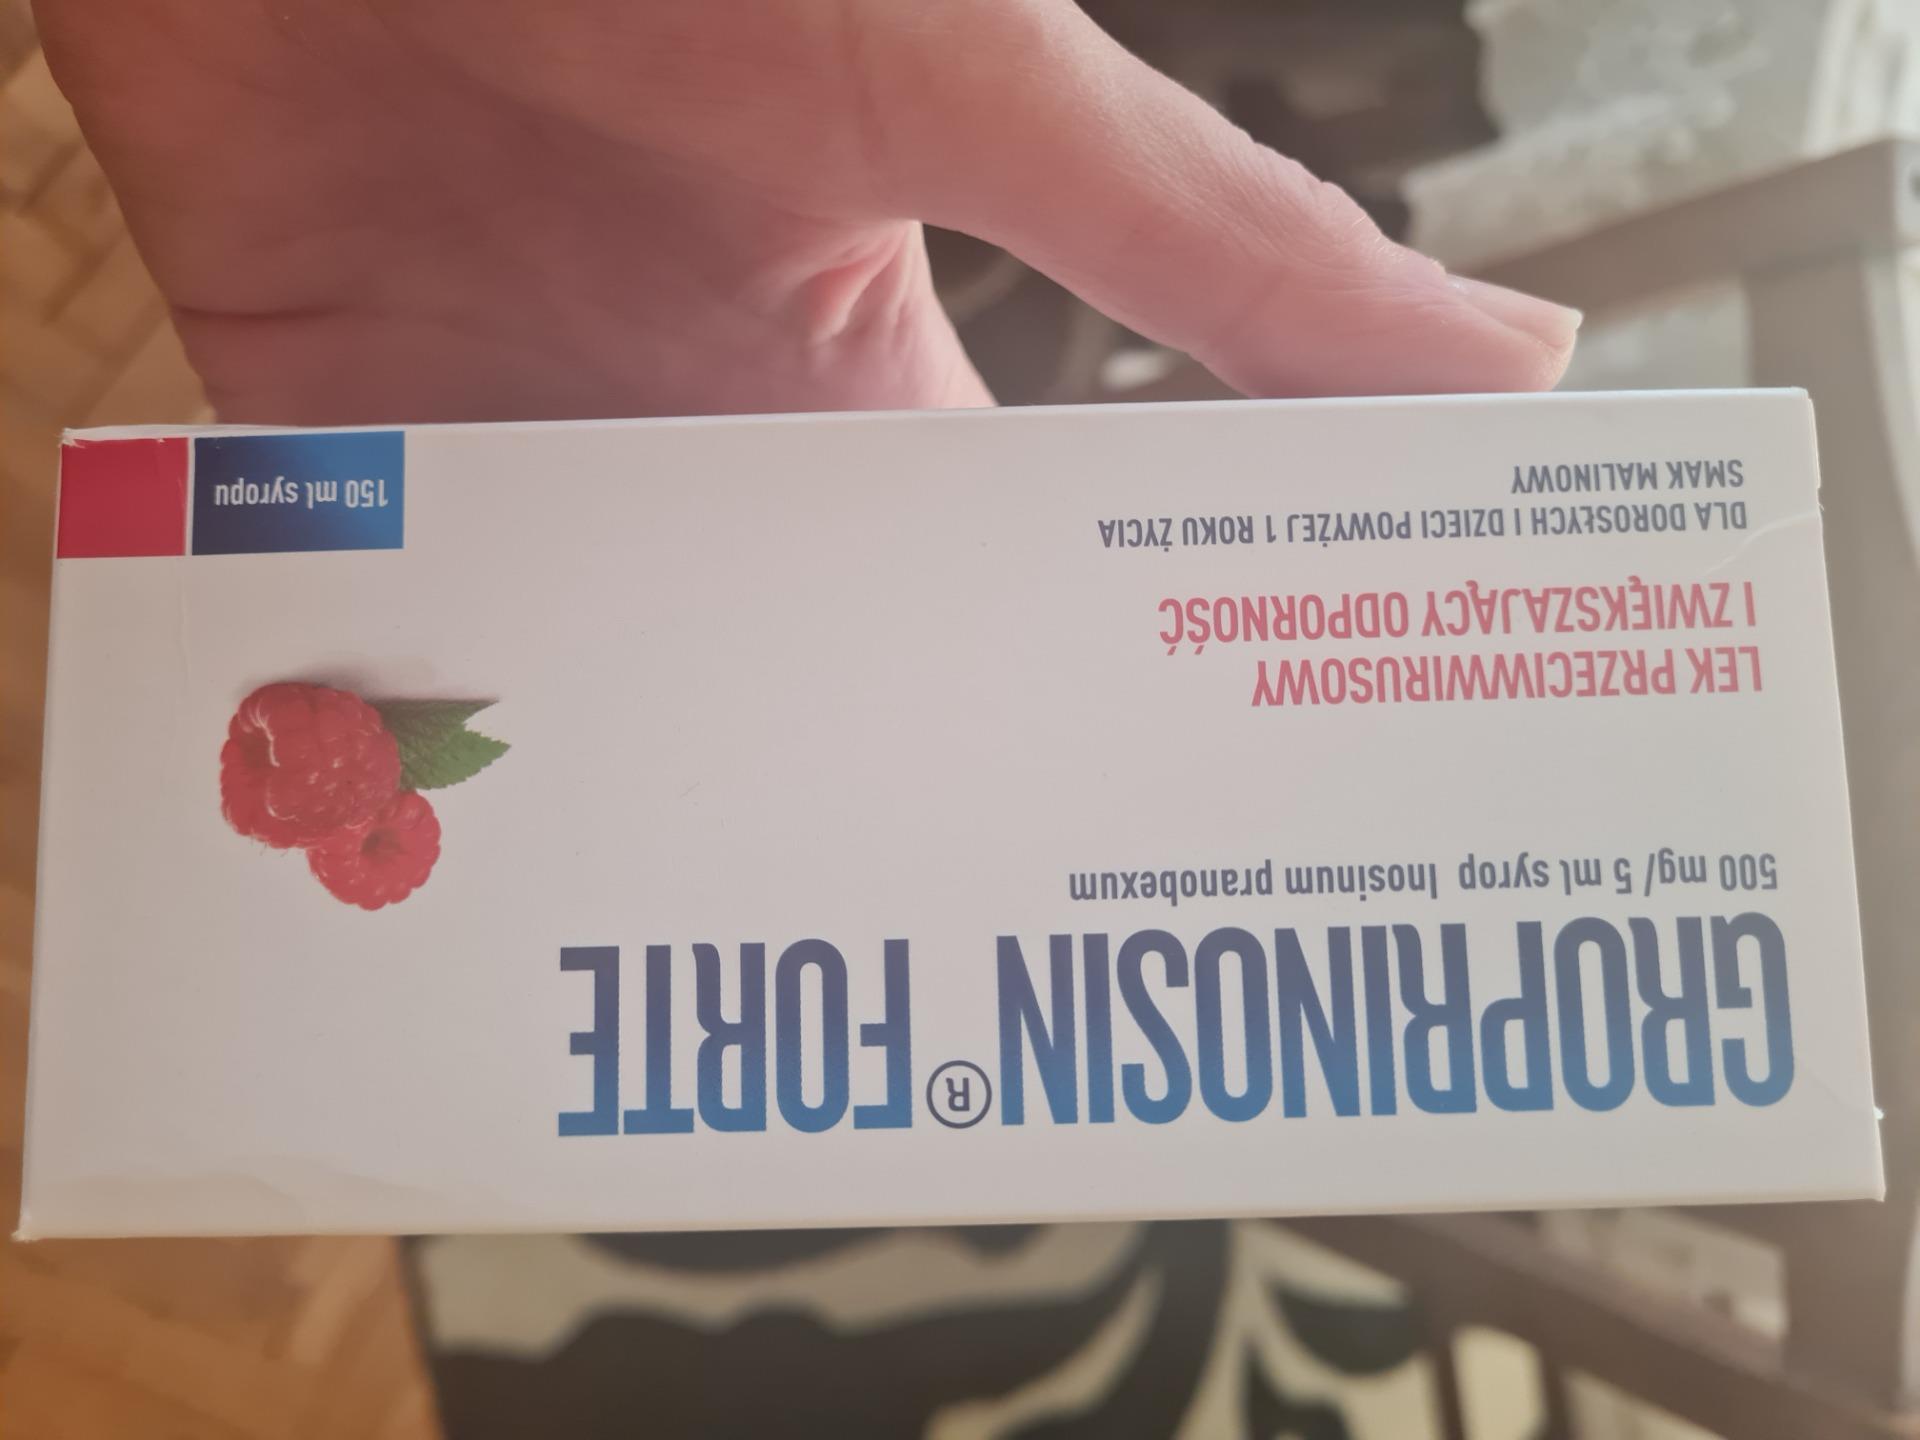 GROPRINOSIN® FORTE
500 mg/ 5 ml syrop Inosinum pranobexum
LEK PRZECIWWIRUSOWY
I ZWIĘKSZAJĄCY ODPORNOŚĆ
DLA DOROSŁYCH I DZIECI POWYŻEJ 1 ROKU ŻYCIA
SMAK MALINOWY
150 ml syropu